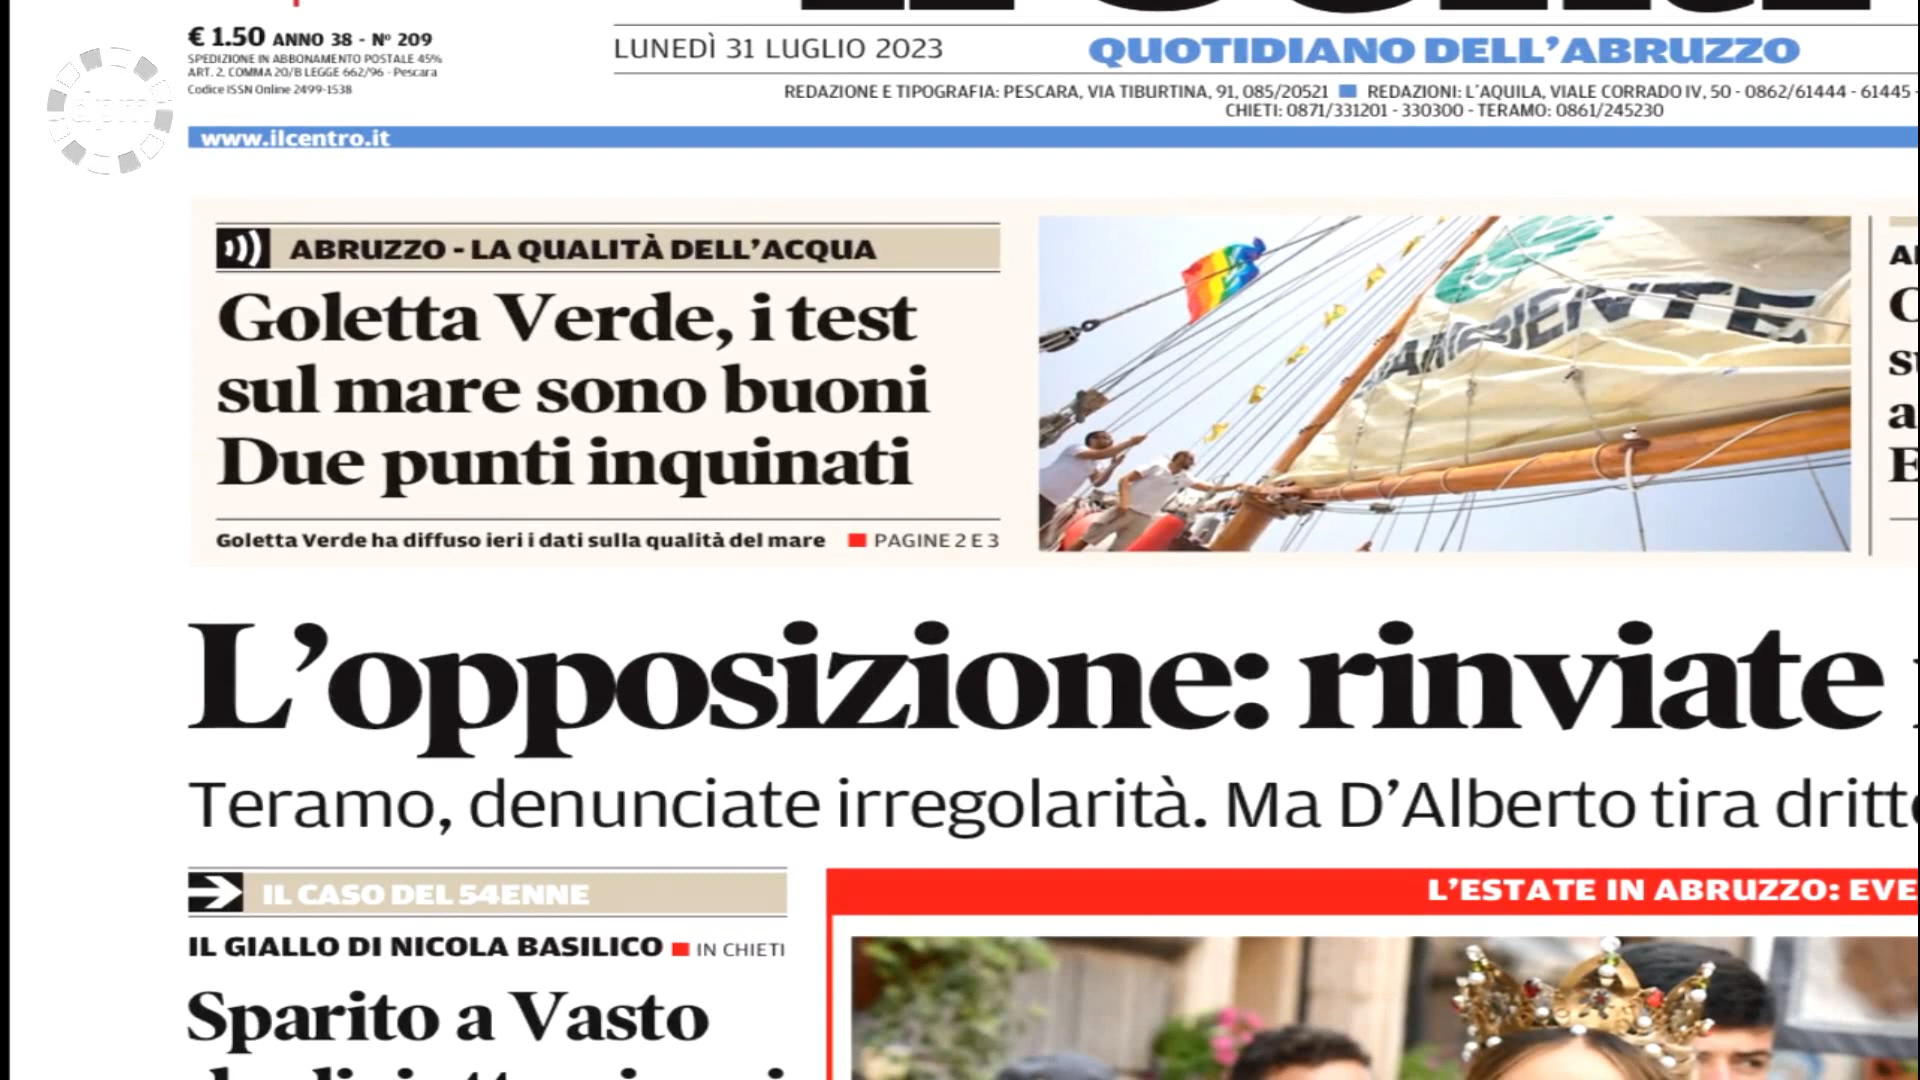 € 1.50 ANNO 38 - Nº 209
SPEDIZIONE IN ABBONAMENTO POSTALE 45%
ART. 2, COMMA 20/B LEGGE 662/96 - Pescara
Codice ISSN Online 2499-1538
LUNEDÌ 31 LUGLIO 2023
QUOTIDIANO DELL'ABRUZZO
REDAZIONE E TIPOGRAFIA: PESCARA, VIA TIBURTINA, 91, 085/20521 REDAZIONI: L'AQUILA, VIALE CORRADO IV, 50 - 0862/61444 - 61445 -
CHIETI: 0871/331201 - 330300 - TERAMO: 0861/245230
dpm
www.ilcentro.it
ABRUZZO - LA QUALITÀ DELL'ACQUA
Goletta Verde, i test
sul mare sono buoni
Due punti inquinati
Goletta Verde ha diffuso ieri i dati sulla qualità del mare PAGINE 2 E 3
AMBIENTE
L'opposizione: rinviate
Teramo, denunciate irregolarità. Ma D'Alberto tira dritto
IL CASO DEL 54ENNE
IL GIALLO DI NICOLA BASILICO IN CHIETI
Sparito a Vasto
L'ESTATE IN ABRUZZO: EVE